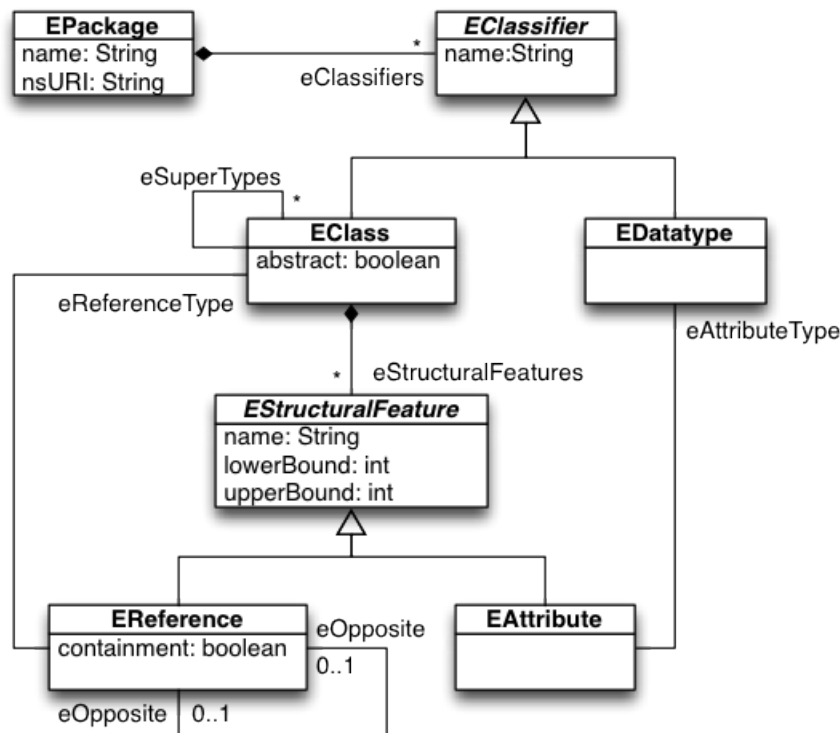 EPackage
name: String
nsURI: String
*
eClassifiers
EClassifier
name:String
eSuperTypes
*
EClass
abstract: boolean
EDatatype
eReferenceType
eAttributeType
*
eStructuralFeatures
EStructuralFeature
name: String
lowerBound: int
upperBound: int
EReference
containment: boolean
eOpposite
0..1
EAttribute
eOpposite
0..1